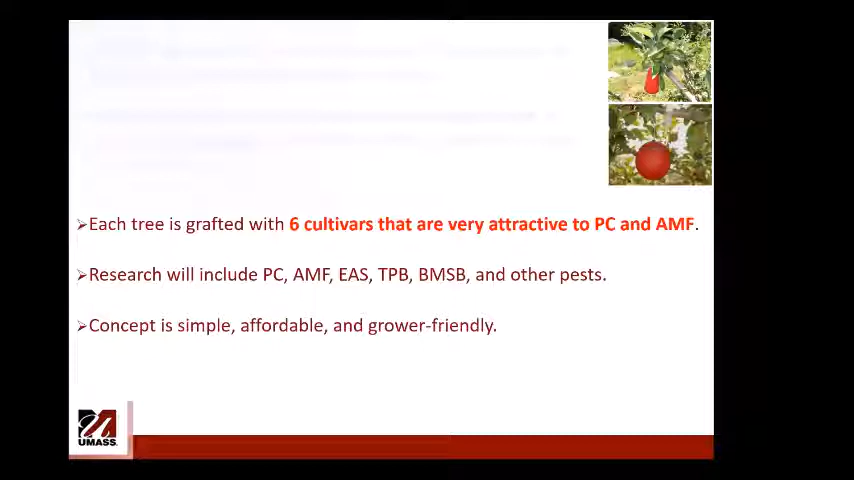 ➢Each tree is grafted with 6 cultivars that are very attractive to PC and AMF.
➢Research will include PC, AMF, EAS, TPB, BMSB, and other pests.
➢Concept is simple, affordable, and grower-friendly.
UMASS